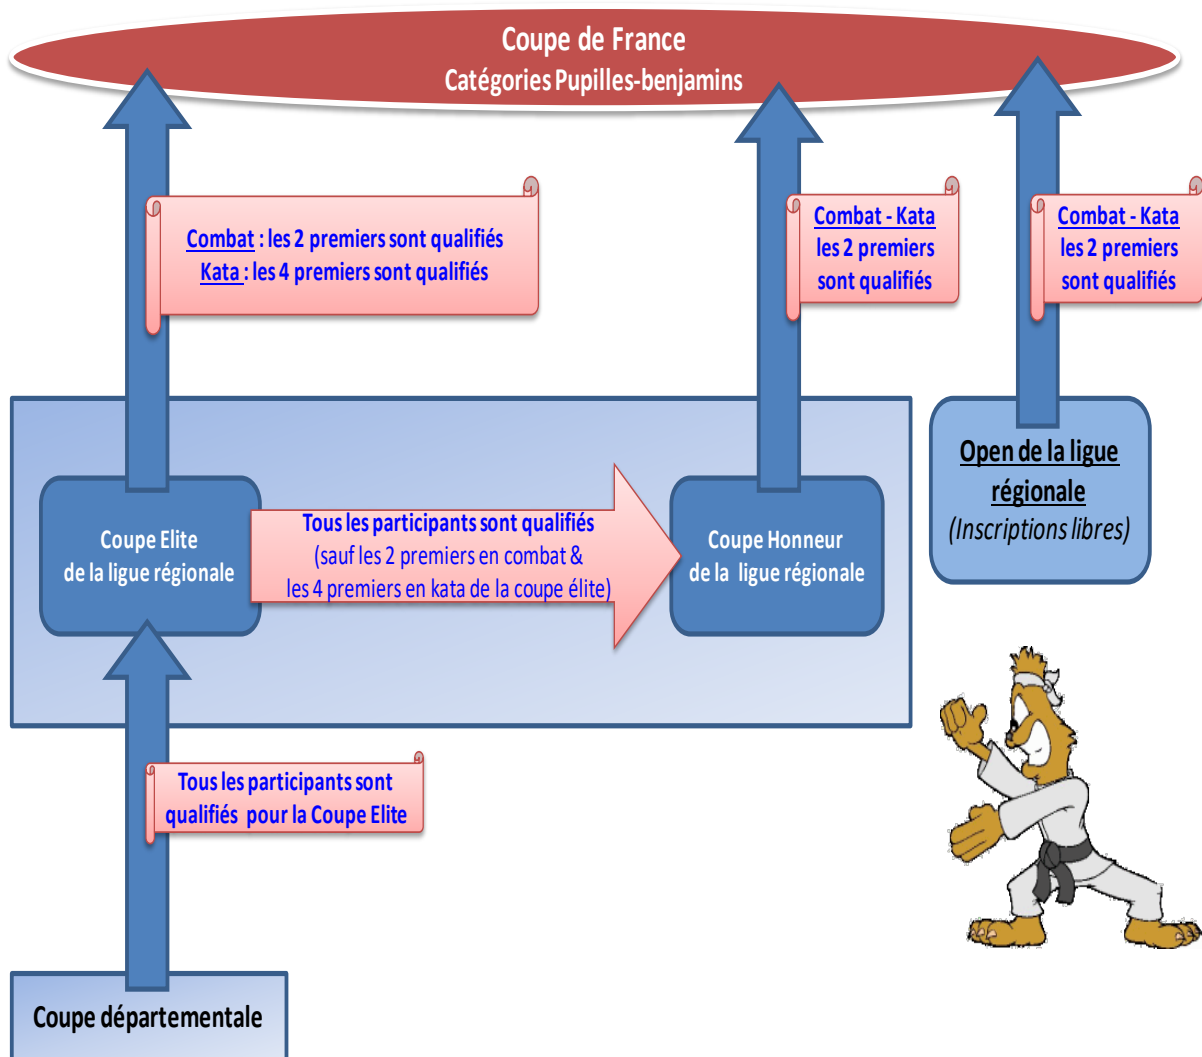 Coupe de France
Catégories Pupilles-benjamins
Combat : les 2 premiers sont qualifiés
Kata : les 4 premiers sont qualifiés
Combat - Kata
les 2 premiers
sont qualifiés
Combat - Kata
les 2 premiers
sont qualifiés
Coupe Elite
de la ligue régionale
Tous les participants sont qualifiés
(sauf les 2 premiers en combat &
les 4 premiers en kata de la coupe élite)
Coupe Honneur
de la ligue régionale
Open de la ligue
régionale
(Inscriptions libres)
Tous les participants sont
qualifiés pour la Coupe Elite
Coupe départementale